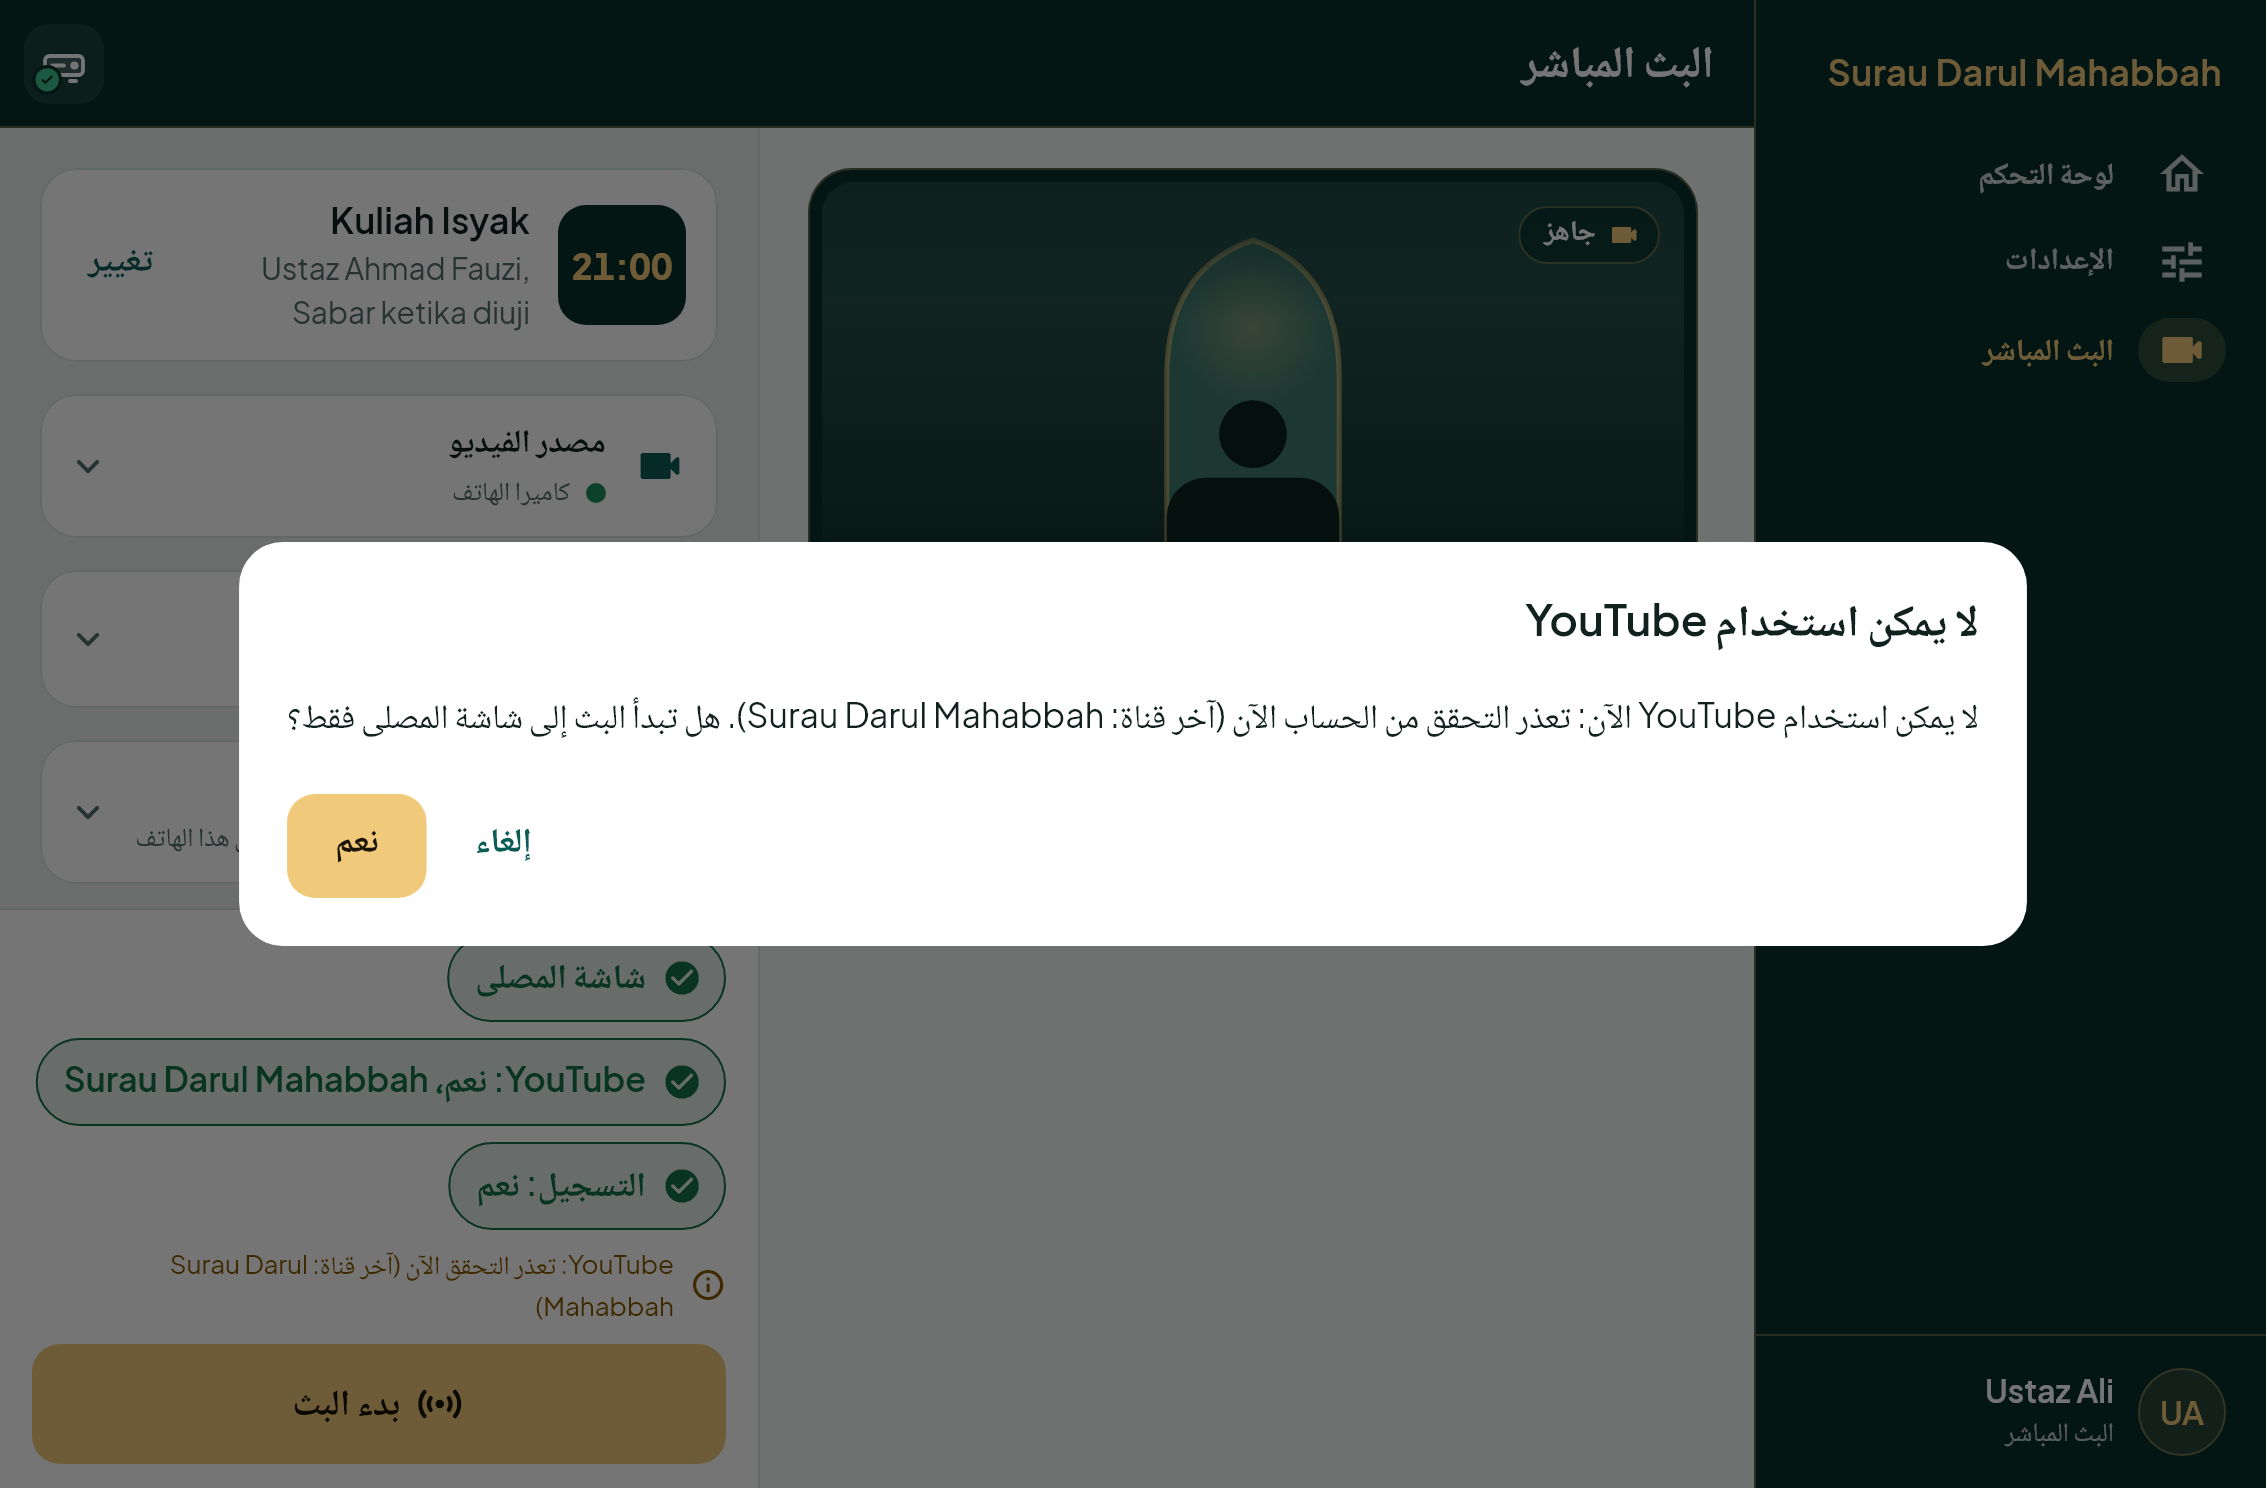 Surau Darul Mahabbah
لوحة التحكم
الإعدادات
البث المباشر
Ustaz Ali
البث المباشر
UA
البث المباشر
جاهز
21:00
Kuliah Isyak
Ustaz Ahmad Fauzi,
Sabar ketika diuji
تغيير
مصدر الفيديو
كاميرا الهاتف
هذا الهاتف
لا يمكن استخدام YouTube
لا يمكن استخدام YouTube الآن: تعذر التحقق من الحساب الآن (آخر قناة: Surau Darul Mahabbah). هل تبدأ البث إلى شاشة المصلى فقط؟
إلغاء
نعم
شاشة المصلى
YouTube: نعم، Surau Darul Mahabbah
التسجيل: نعم
YouTube: تعذر التحقق الآن (آخر قناة: Surau Darul
Mahabbah)
بدء البث